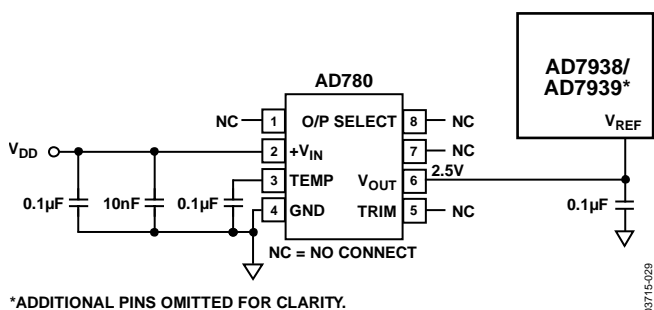 AD780
AD7938/
AD7939*
VREF
NC 1 O/P SELECT 8 NC
VDD 2 +VIN 7 NC
3 TEMP VOUT 6 2.5V
4 GND TRIM 5 NC
0.1µF 10nF 0.1µF 0.1µF
NC = NO CONNECT
*ADDITIONAL PINS OMITTED FOR CLARITY.
03715-029